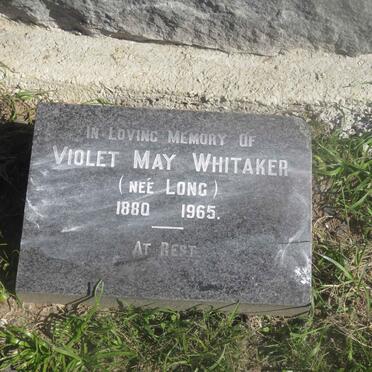 IN LOVING MEMORY OF
VIOLET MAY WHITAKER
(NEÉ LONG)
1880 1965.
AT REST